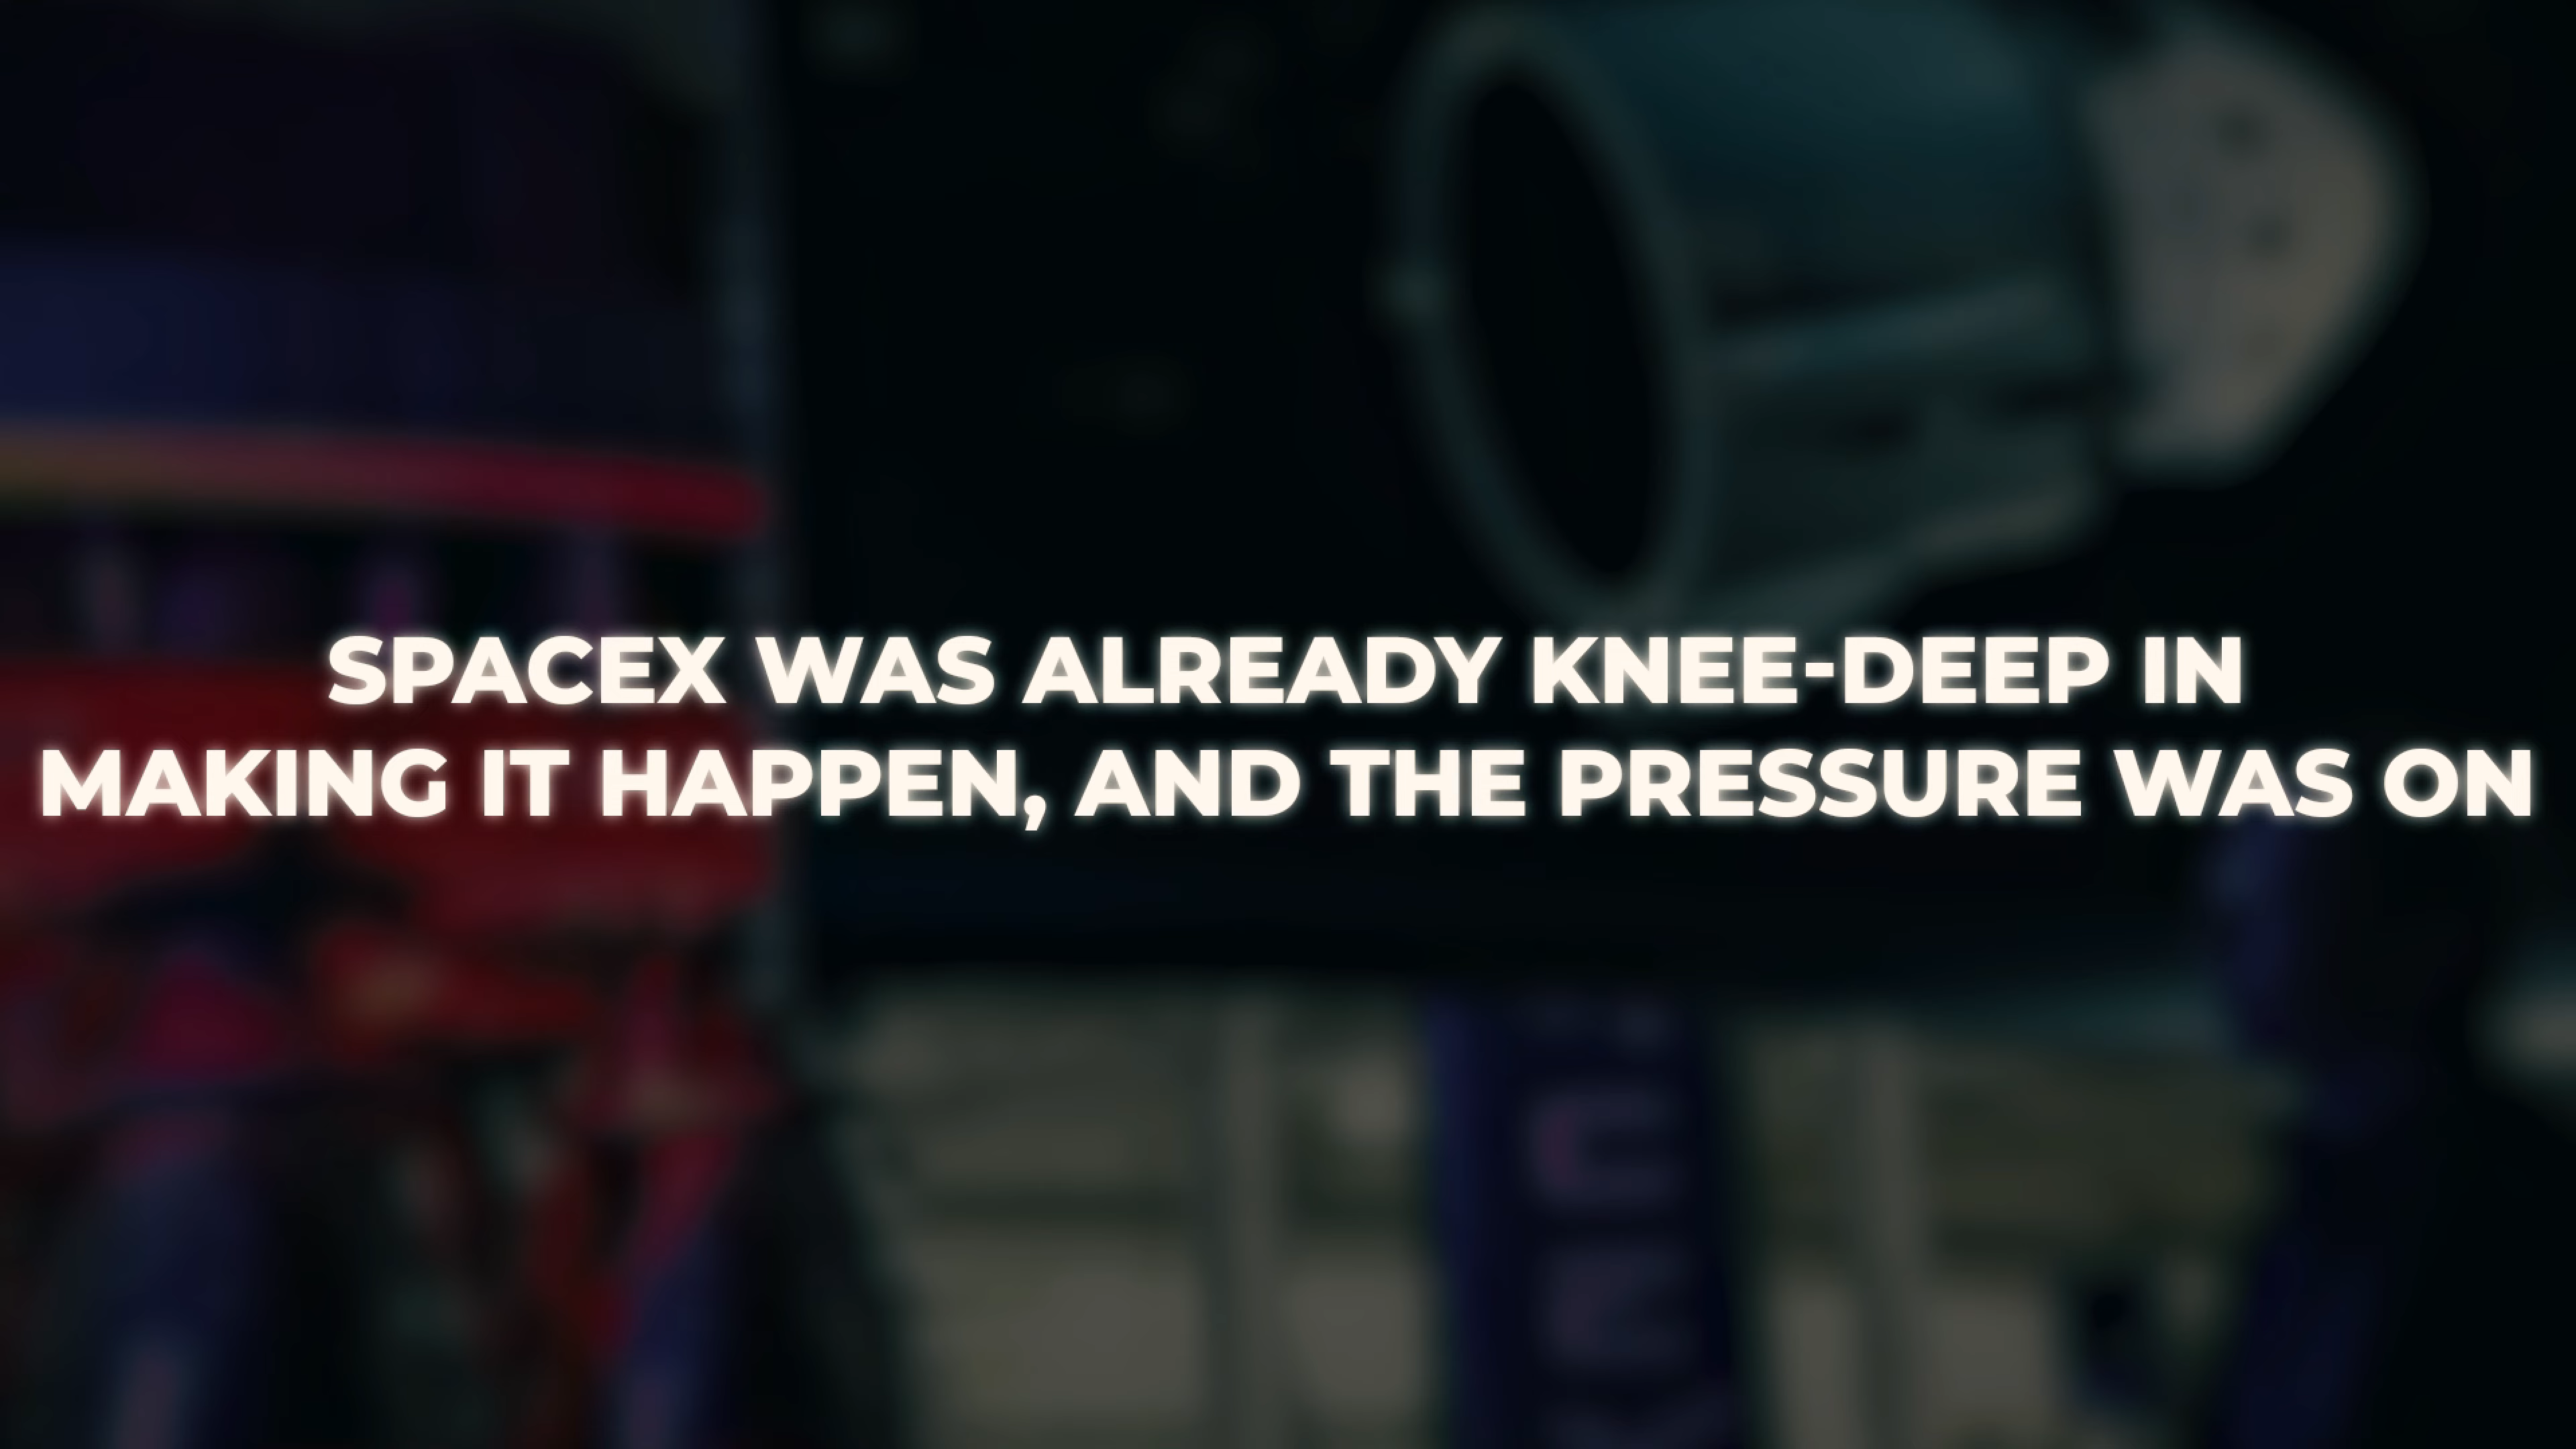 SPACEX WAS ALREADY KNEE-DEEP IN
MAKING IT HAPPEN, AND THE PRESSURE WAS ON